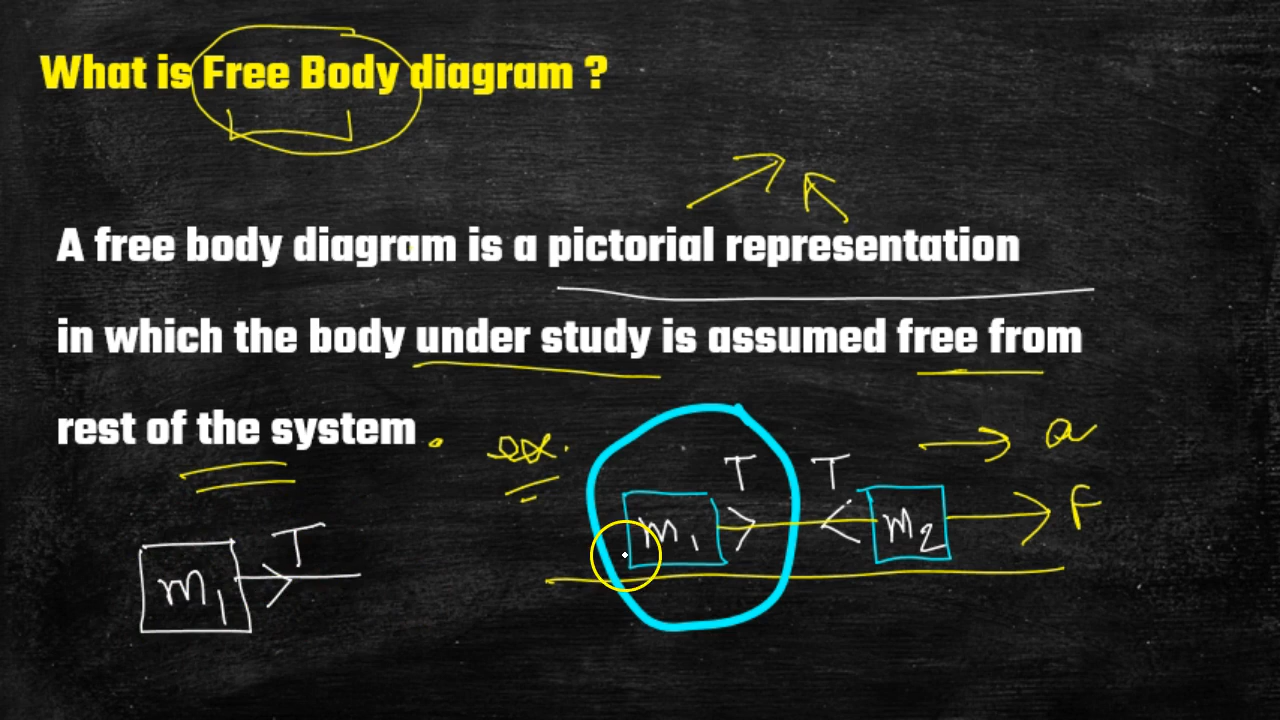 What is Free Body diagram ?
A free body diagram is a pictorial representation
in which the body under study is assumed free from
rest of the system .
ex.
a
T T
m1 m2 F
T
m1